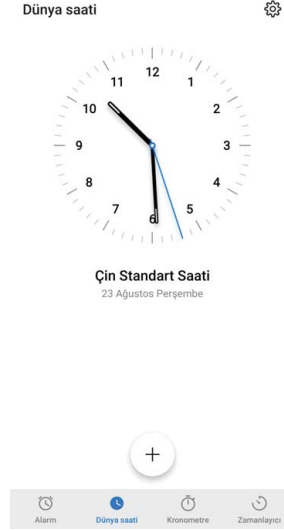 Dünya saati
12
11 1
10 2
9 3
8 4
7 5
6
Çin Standart Saati
23 Ağustos Perşembe
Alarm Dünya saati Kronometre Zamanlayıcı